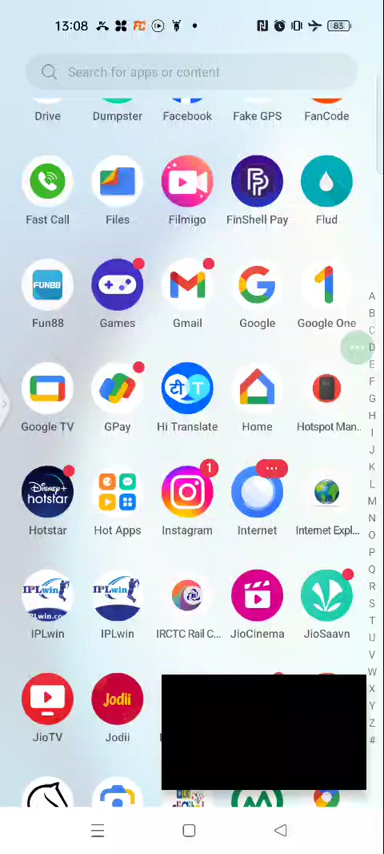 13:08 FC N 83
Search for apps or content
Drive Dumpster Facebook Fake GPS FanCode
Fast Call Files Filmigo FinShell Pay Flud
FUN88
Fun88 Games Gmail Google Google One
टी T
Google TV GPay Hi Translate Home Hotspot Man..
Disney+
hotstar
1
Hotstar Hot Apps Instagram Internet Internet Expl...
IPLwin IPLwin
IPLwin IPLwin IRCTC Rail C... JioCinema JioSaavn
Jodii
JioTV Jodii
A
B
C
D
E
F
G
H
I
J
K
L
M
N
O
P
Q
R
S
T
U
V
W
X
Y
Z
#